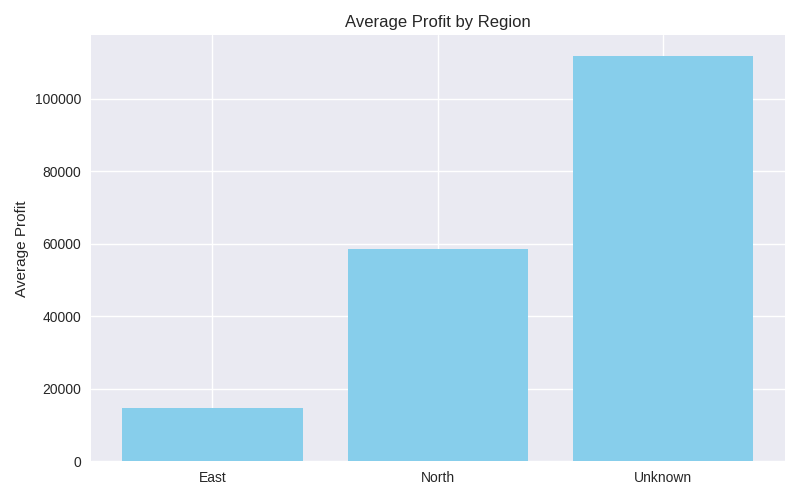 Average Profit by Region
Average Profit
100000
80000
60000
40000
20000
0
East
North
Unknown